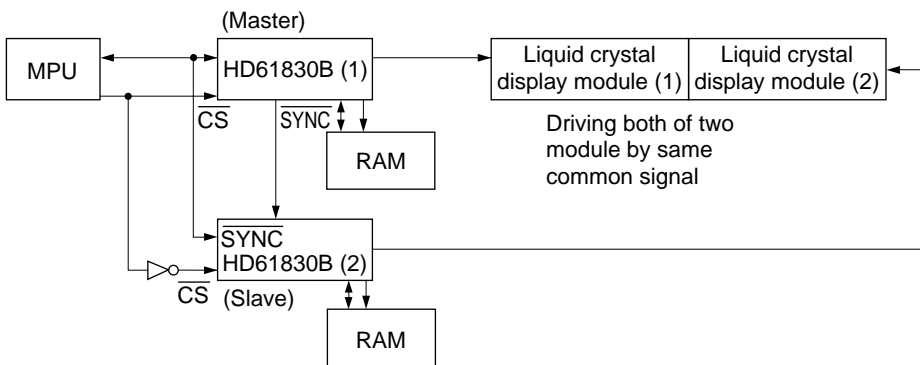 (Master)
MPU
HD61830B (1)
Liquid crystal
display module (1)
Liquid crystal
display module (2)
CS
SYNC
Driving both of two
module by same
common signal
RAM
SYNC
HD61830B (2)
CS
(Slave)
RAM